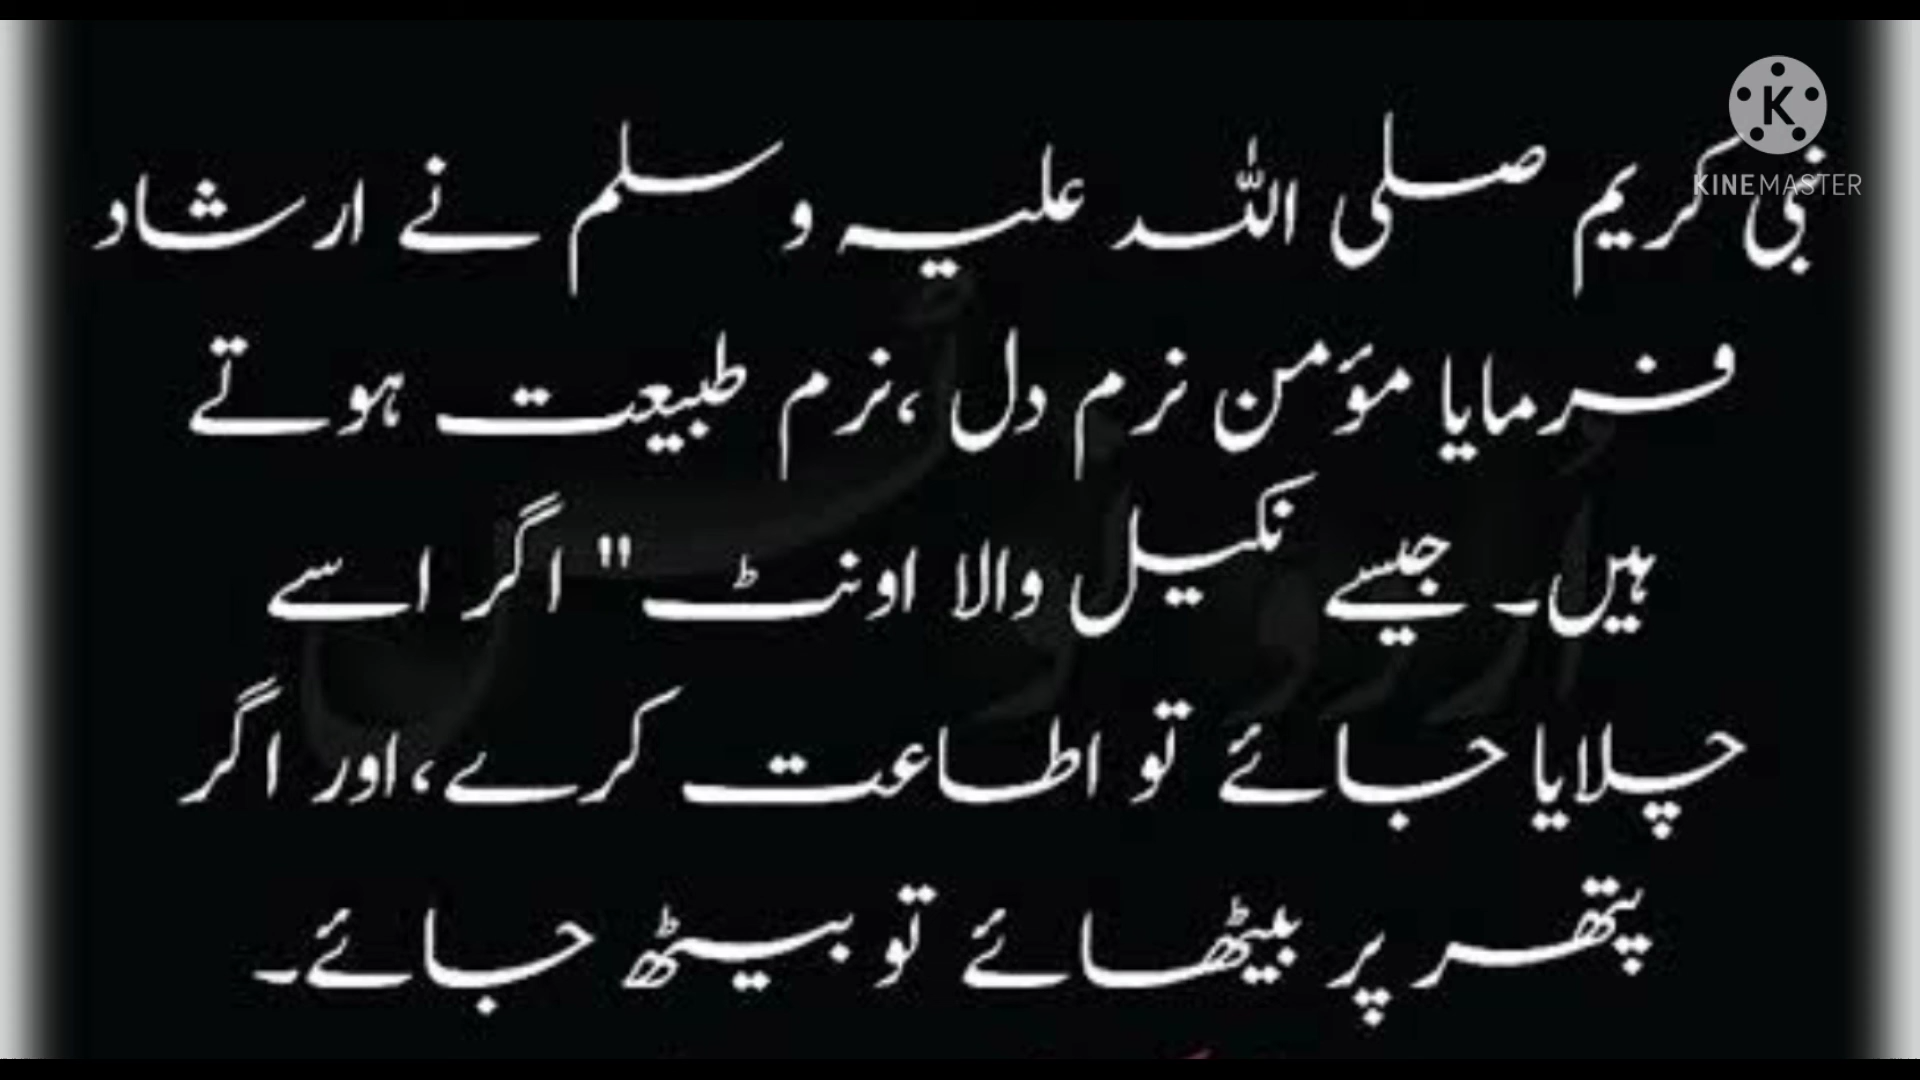 KINEMASTER
نبی کریم صلی اللہ علیہ وسلم نے ارشاد
فرمایا مؤمن نرم دل ،نرم طبیعت ہوتے
ہیں۔ جیسے نکیل والا اونٹ " اگر اسے
چلایا جائے تو اطاعت کرے، اور اگر
پتھر پر بیٹھائے تو بیٹھ جائے۔